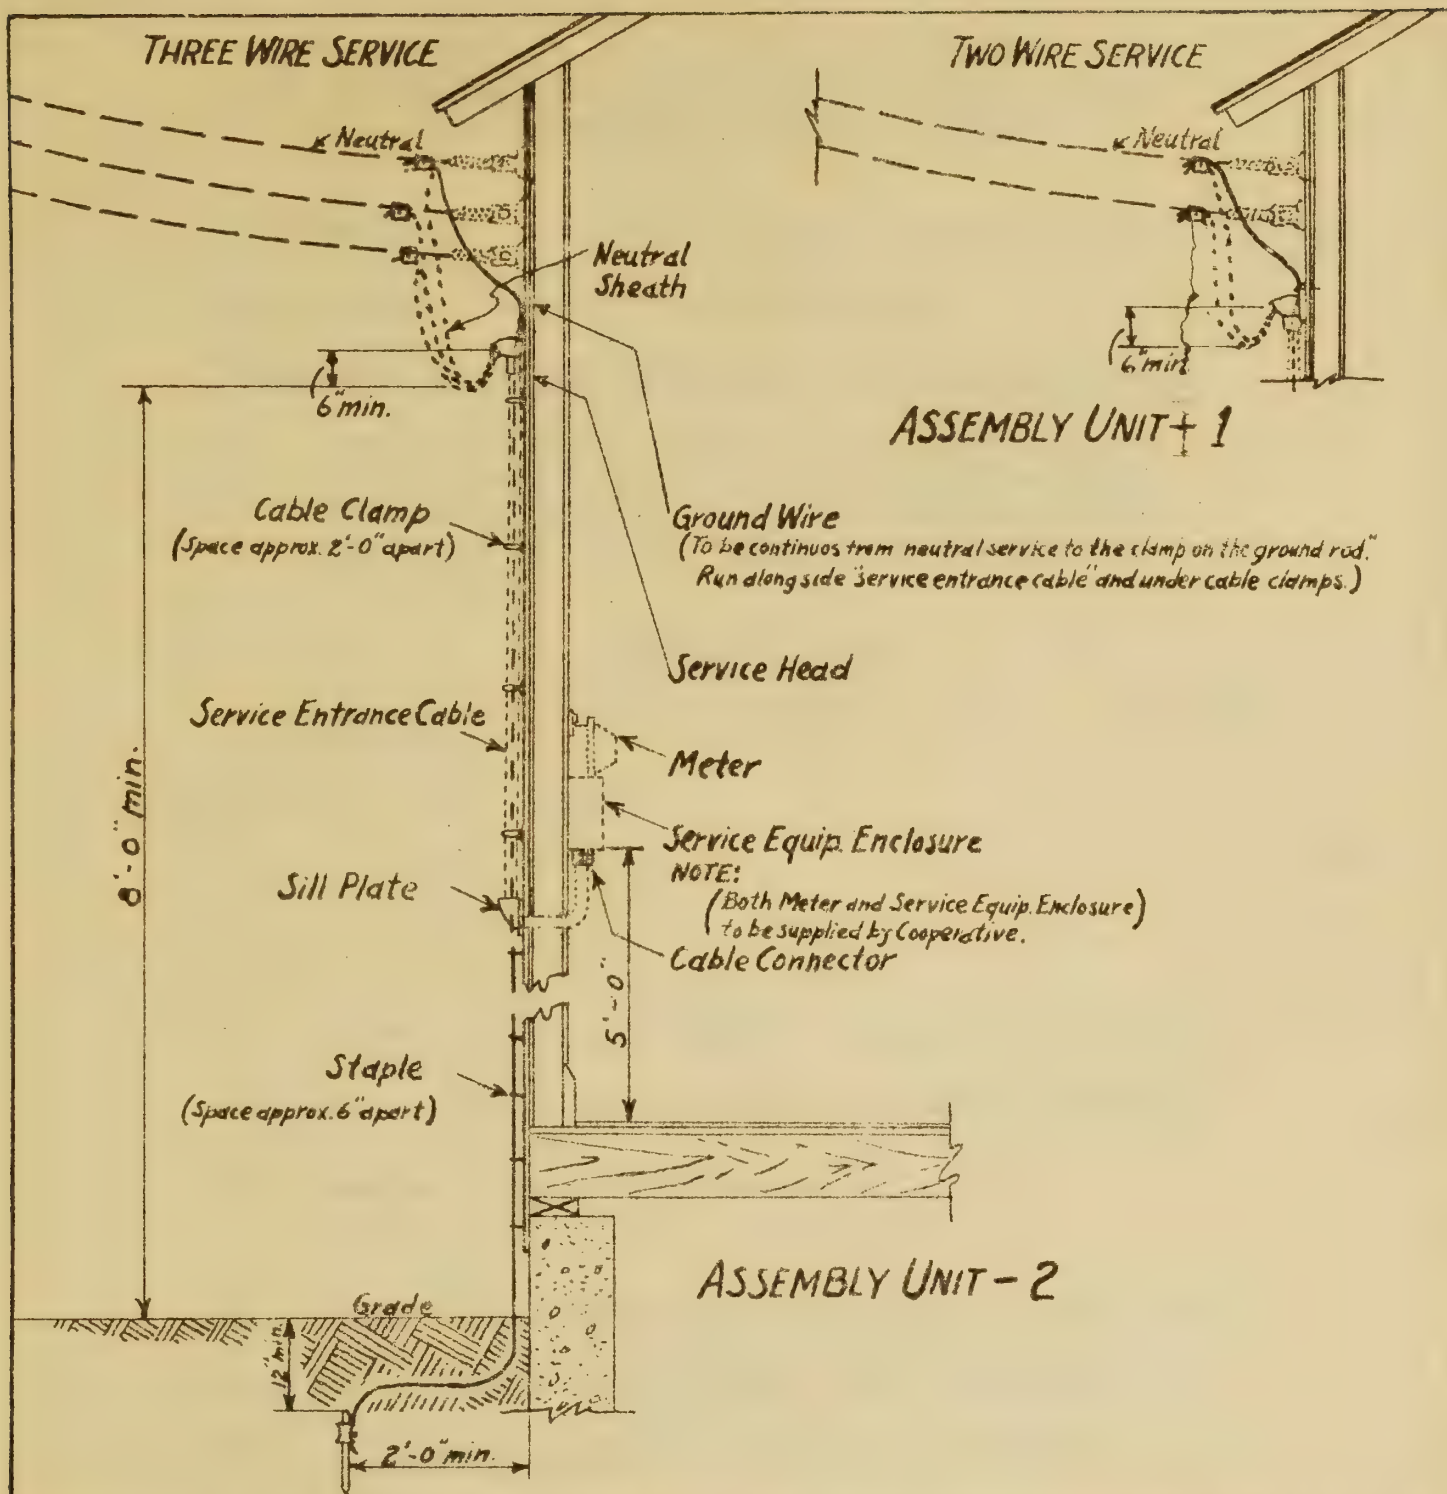 THREE WIRE SERVICE
TWO WIRE SERVICE
Neutral
Neutral
Neutral
Sheath
6" min.
6" min
ASSEMBLY UNIT - 1
Cable Clamp
(Space approx. 2'-0" apart)
Ground Wire
(To be continuos from neutral service to the clamp on the ground rod."
Run along side "service entrance cable" and under cable clamps.)
Service Head
Service Entrance Cable
Meter
8'-0" min.
Service Equip. Enclosure
NOTE:
(Both Meter and Service Equip. Enclosure)
to be supplied by Cooperative.
Sill Plate
Cable Connector
5'-0"
Staple
(Space approx. 6" apart)
ASSEMBLY UNIT - 2
Grade
12" min.
2'-0" min.